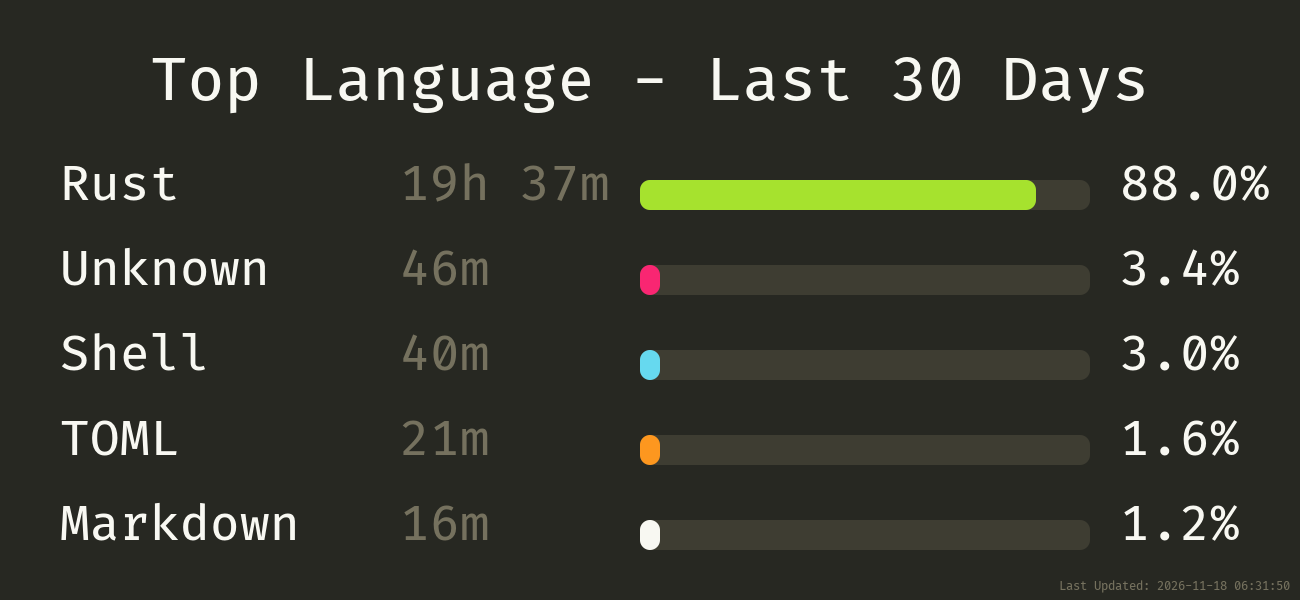 Top Language – Last 30 Days
Rust 19h 37m 88.0%
Unknown 46m 3.4%
Shell 40m 3.0%
TOML 21m 1.6%
Markdown 16m 1.2%
Last Updated: 2026-11-18 06:31:50